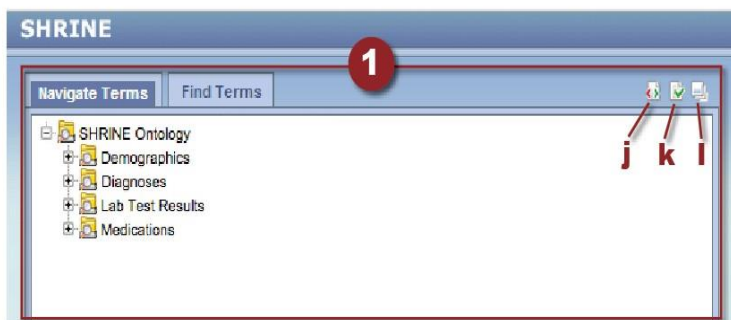 SHRINE
1
Navigate Terms Find Terms
j k l
SHRINE Ontology
Demographics
Diagnoses
Lab Test Results
Medications